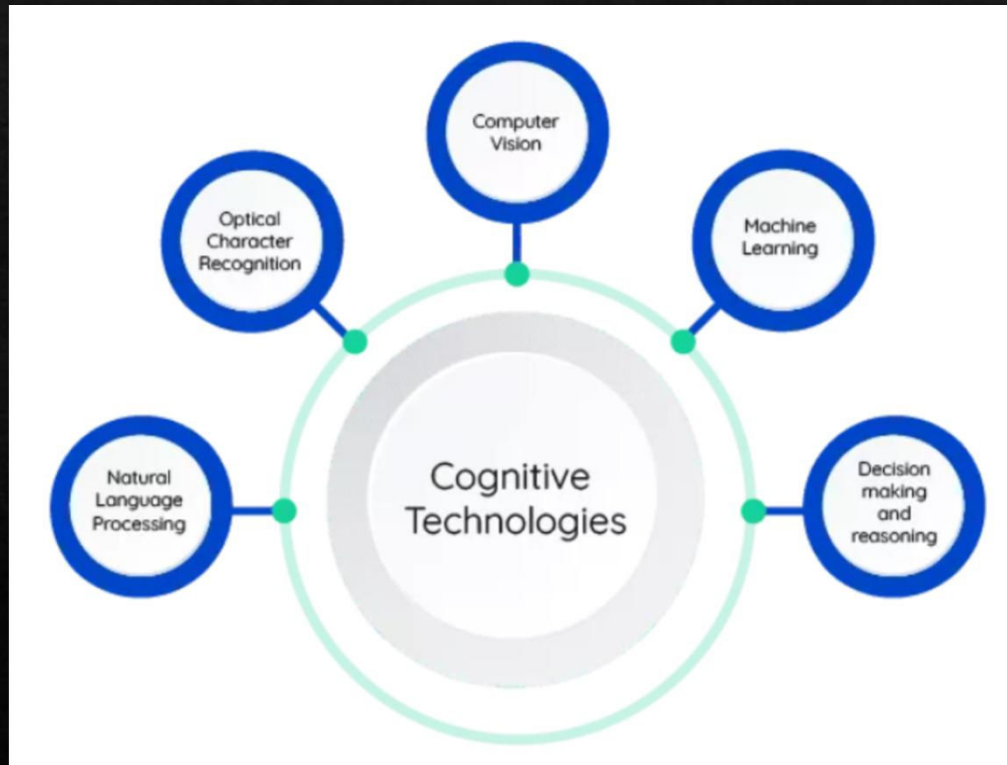 Computer
Vision
Optical
Character
Recognition
Machine
Learning
Natural
Language
Processing
Cognitive
Technologies
Decision
making
and
reasoning